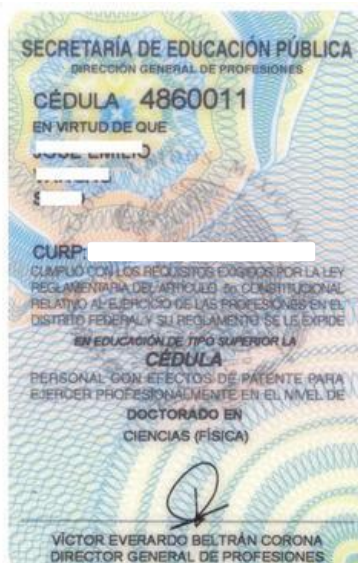 SECRETARÍA DE EDUCACIÓN PÚBLICA
DIRECCIÓN GENERAL DE PROFESIONES
CÉDULA 4860011
EN VIRTUD DE QUE
CURP:
CUMPLIÓ CON LOS REQUISITOS EXIGIDOS POR LA LEY
REGLAMENTARIA DEL ARTÍCULO 5o. CONSTITUCIONAL
RELATIVO AL EJERCICIO DE LAS PROFESIONES EN EL
DISTRITO FEDERAL Y SU REGLAMENTO SE LE EXPIDE
EN EDUCACIÓN DE TIPO SUPERIOR LA
CÉDULA
PERSONAL CON EFECTOS DE PATENTE PARA
EJERCER PROFESIONALMENTE EN EL NIVEL DE
DOCTORADO EN
CIENCIAS (FÍSICA)
VÍCTOR EVERARDO BELTRÁN CORONA
DIRECTOR GENERAL DE PROFESIONES